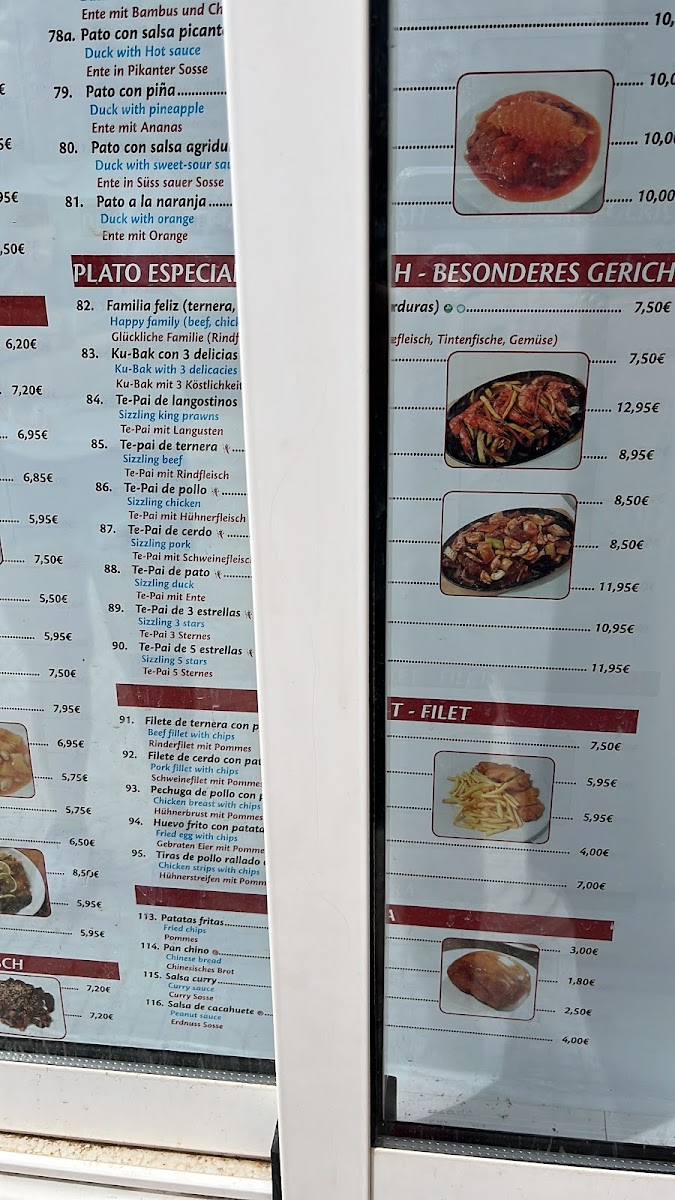 Ente mit Bambus und Ch
78a. Pato con salsa picant
Duck with Hot sauce
Ente in Pikanter Sosse
79. Pato con piña
Duck with pineapple
Ente mit Ananas
80. Pato con salsa agridu
Duck with sweet-sour sau
Ente in Süss sauer Sosse
81. Pato a la naranja
Duck with orange
Ente mit Orange
PLATO ESPECIA
82. Familia feliz (ternera,
Happy family (beef, chick
Glückliche Familie (Rindf
83. Ku-Bak con 3 delicias
Ku-Bak with 3 delicacies
Ku-Bak mit 3 Köstlichkeit
84. Te-Pai de langostinos
Sizzling king prawns
Te-Pai mit Langusten
85. Te-pai de ternera
Sizzling beef
Te-Pai mit Rindfleisch
86. Te-Pai de pollo
Sizzling chicken
Te-Pai mit Hühnerfleisch
87. Te-Pai de cerdo
Sizzling pork
Te-Pai mit Schweinefleisc
88. Te-Pai de pato
Sizzling duck
Te-Pai mit Ente
89. Te-Pai de 3 estrellas
Sizzling 3 stars
Te-Pai 3 Sternes
90. Te-Pai de 5 estrellas
Sizzling 5 stars
Te-Pai 5 Sternes
91. Filete de ternera con p
Beef fillet with chips
Rinderfilet mit Pommes
92. Filete de cerdo con pat
Pork fillet with chips
Schweinefilet mit Pommes
93. Pechuga de pollo con p
Chicken breast with chips
Hühnerbrust mit Pommes
94. Huevo frito con patata
Fried egg with chips
Gebraten Eier mit Pomme
95. Tiras de pollo rallado
Chicken strips with chips
Hühnerstreifen mit Pomm
113. Patatas fritas
Fried chips
Pommes
114. Pan chino
Chinese bread
Chinesisches Brot
115. Salsa curry
Curry sauce
Curry Sosse
116. Salsa de cacahuete
Peanut sauce
Erdnuss Sosse
€
5€
95€
,50€
6,20€
7,20€
6,95€
6,85€
5,95€
7,50€
5,50€
5,95€
7,50€
7,95€
6,95€
5,75€
5,75€
6,50€
8,50€
5,95€
5,95€
SCH
7,20€
7,20€
10,
10,0
10,0
10,00
H - BESONDERES GERICH
rduras) 7,50€
efleisch, Tintenfische, Gemüse)
7,50€
12,95€
8,95€
8,50€
8,50€
11,95€
10,95€
11,95€
T - FILET
7,50€
5,95€
5,95€
4,00€
7,00€
A
3,00€
1,80€
2,50€
4,00€